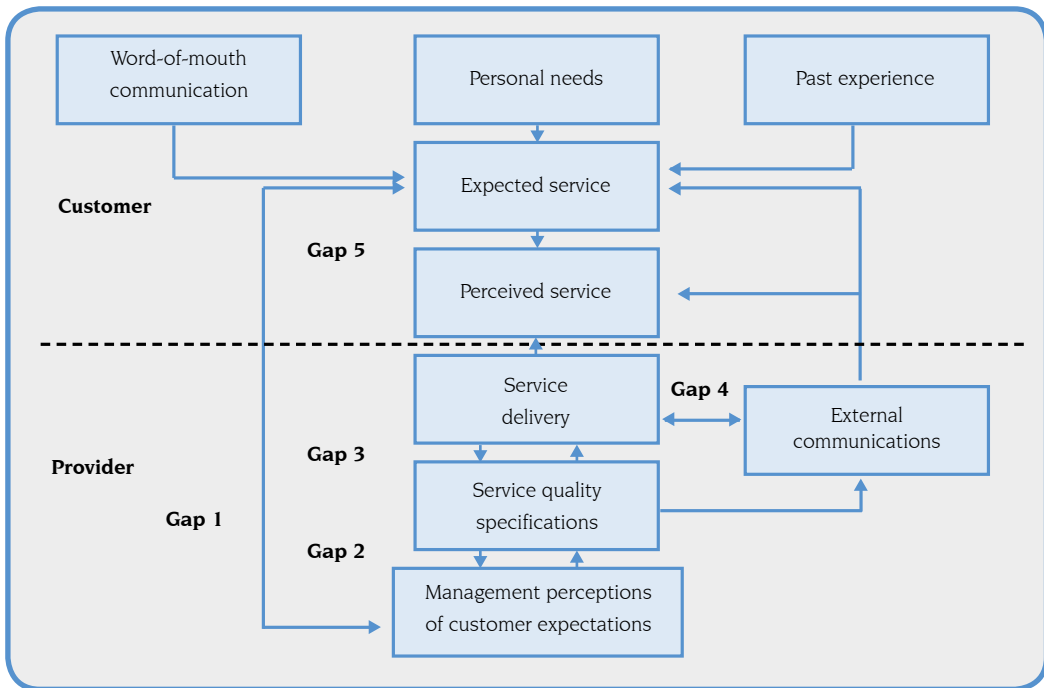 Word-of-mouth
communication
Personal needs
Past experience
Expected service
Customer
Gap 5
Perceived service
Service
delivery
Gap 4
External
communications
Gap 3
Provider
Service quality
specifications
Gap 1
Gap 2
Management perceptions
of customer expectations